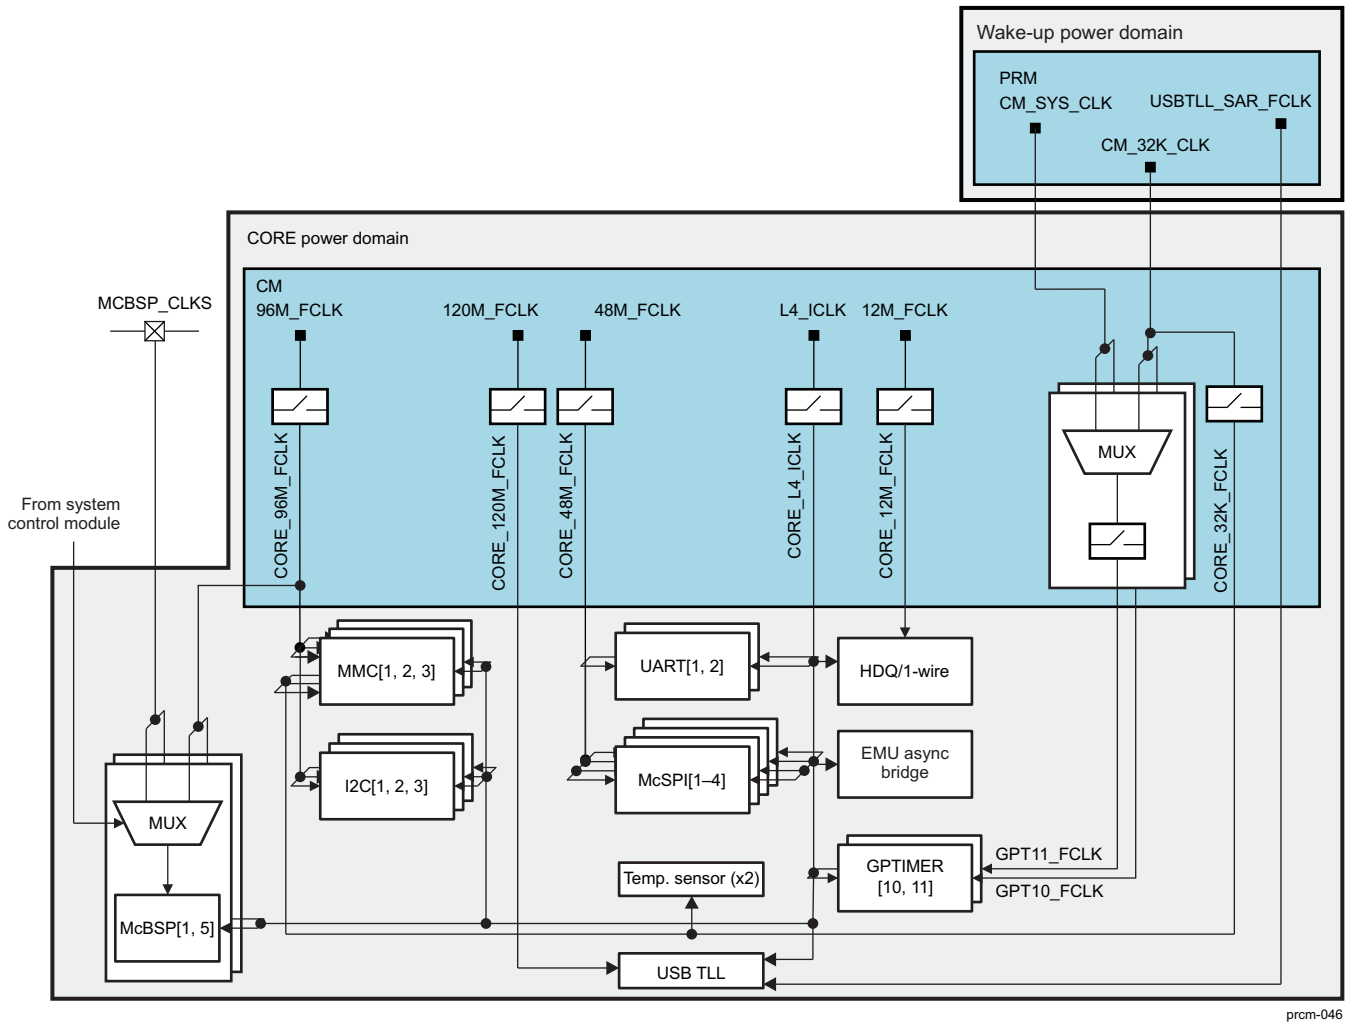 Wake-up power domain
PRM
CM_SYS_CLK
USBTLL_SAR_FCLK
CM_32K_CLK
CORE power domain
CM
MCBSP_CLKS
96M_FCLK
120M_FCLK
48M_FCLK
L4_ICLK
12M_FCLK
MUX
CORE_96M_FCLK
CORE_120M_FCLK
CORE_48M_FCLK
CORE_L4_ICLK
CORE_12M_FCLK
CORE_32K_FCLK
From system
control module
MMC[1, 2, 3]
UART[1, 2]
HDQ/1-wire
I2C[1, 2, 3]
McSPI[1–4]
EMU async
bridge
MUX
Temp. sensor (x2)
GPTIMER
[10, 11]
GPT11_FCLK
GPT10_FCLK
McBSP[1, 5]
USB TLL
prcm-046